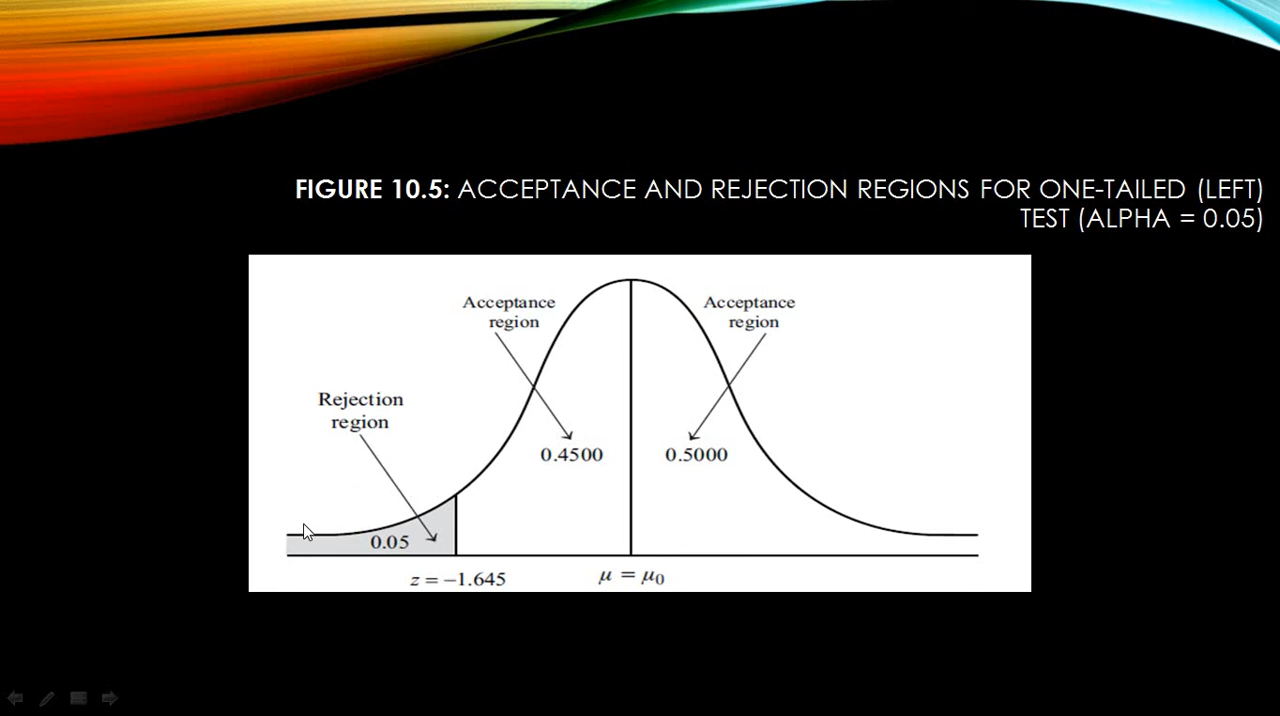 FIGURE 10.5: ACCEPTANCE AND REJECTION REGIONS FOR ONE-TAILED (LEFT)
TEST (ALPHA = 0.05)
Acceptance
region
Acceptance
region
Rejection
region
0.4500
0.5000
0.05
z = −1.645
μ = μ₀